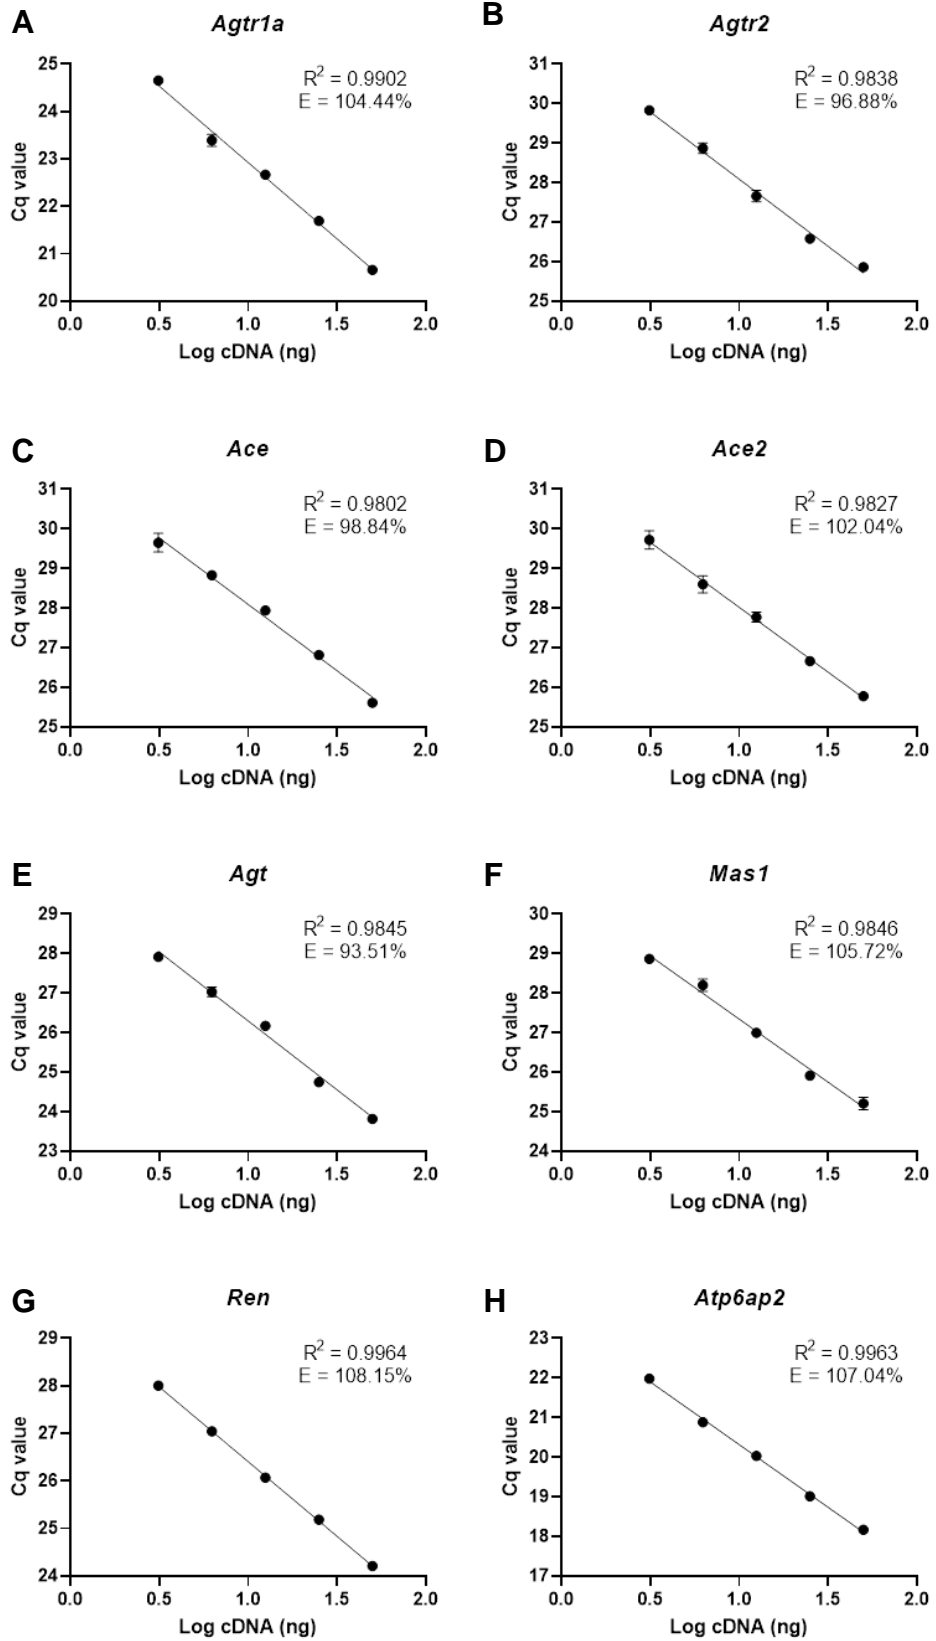 A
Agtr1a
R² = 0.9902
E = 104.44%
Cq value
25
24
23
22
21
20
0.0 0.5 1.0 1.5 2.0
Log cDNA (ng)
B
Agtr2
R² = 0.9838
E = 96.88%
Cq value
31
30
29
28
27
26
25
0.0 0.5 1.0 1.5 2.0
Log cDNA (ng)
C
Ace
R² = 0.9802
E = 98.84%
Cq value
31
30
29
28
27
26
25
0.0 0.5 1.0 1.5 2.0
Log cDNA (ng)
D
Ace2
R² = 0.9827
E = 102.04%
Cq value
31
30
29
28
27
26
25
0.0 0.5 1.0 1.5 2.0
Log cDNA (ng)
E
Agt
R² = 0.9845
E = 93.51%
Cq value
29
28
27
26
25
24
23
0.0 0.5 1.0 1.5 2.0
Log cDNA (ng)
F
Mas1
R² = 0.9846
E = 105.72%
Cq value
30
29
28
27
26
25
24
0.0 0.5 1.0 1.5 2.0
Log cDNA (ng)
G
Ren
R² = 0.9964
E = 108.15%
Cq value
29
28
27
26
25
24
0.0 0.5 1.0 1.5 2.0
Log cDNA (ng)
H
Atp6ap2
R² = 0.9963
E = 107.04%
Cq value
23
22
21
20
19
18
17
0.0 0.5 1.0 1.5 2.0
Log cDNA (ng)